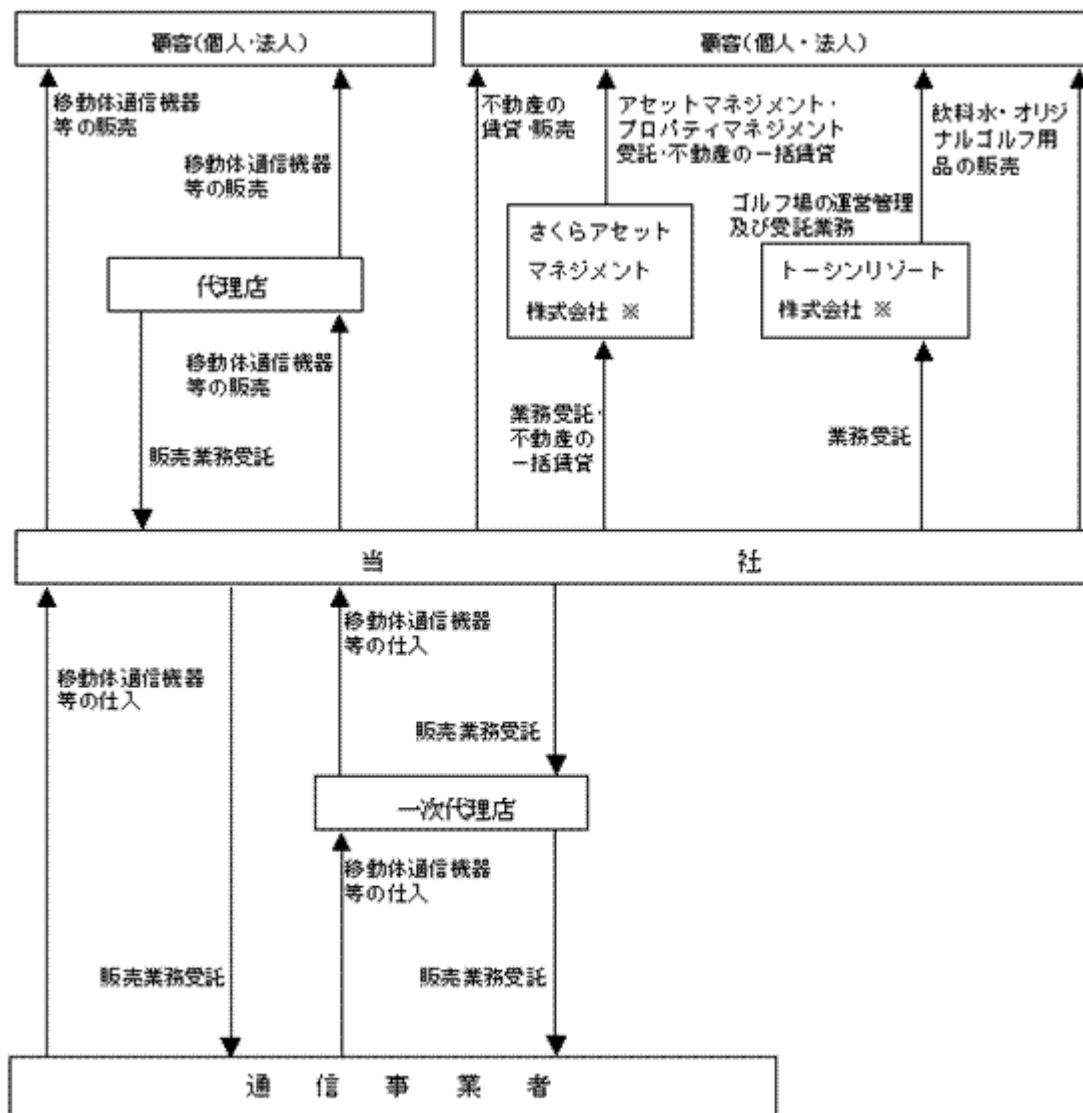 顧客(個人・法人)
顧客(個人・法人)
移動体通信機器
等の販売
移動体通信機器
等の販売
不動産の
賃貸・販売
アセットマネジメント・
プロパティマネジメント
受託・不動産の一括賃貸
飲料水・オリジ
ナルゴルフ用
品の販売
ゴルフ場の運営管理
及び受託業務
代理店
さくらアセット
マネジメント
株式会社 ※
トーシンリゾート
株式会社 ※
移動体通信機器
等の販売
販売業務受託
業務受託・
不動産の
一括賃貸
業務受託
当社
移動体通信機器
等の仕入
移動体通信機器
等の仕入
販売業務受託
一次代理店
移動体通信機器
等の仕入
販売業務受託
販売業務受託
通信事業者